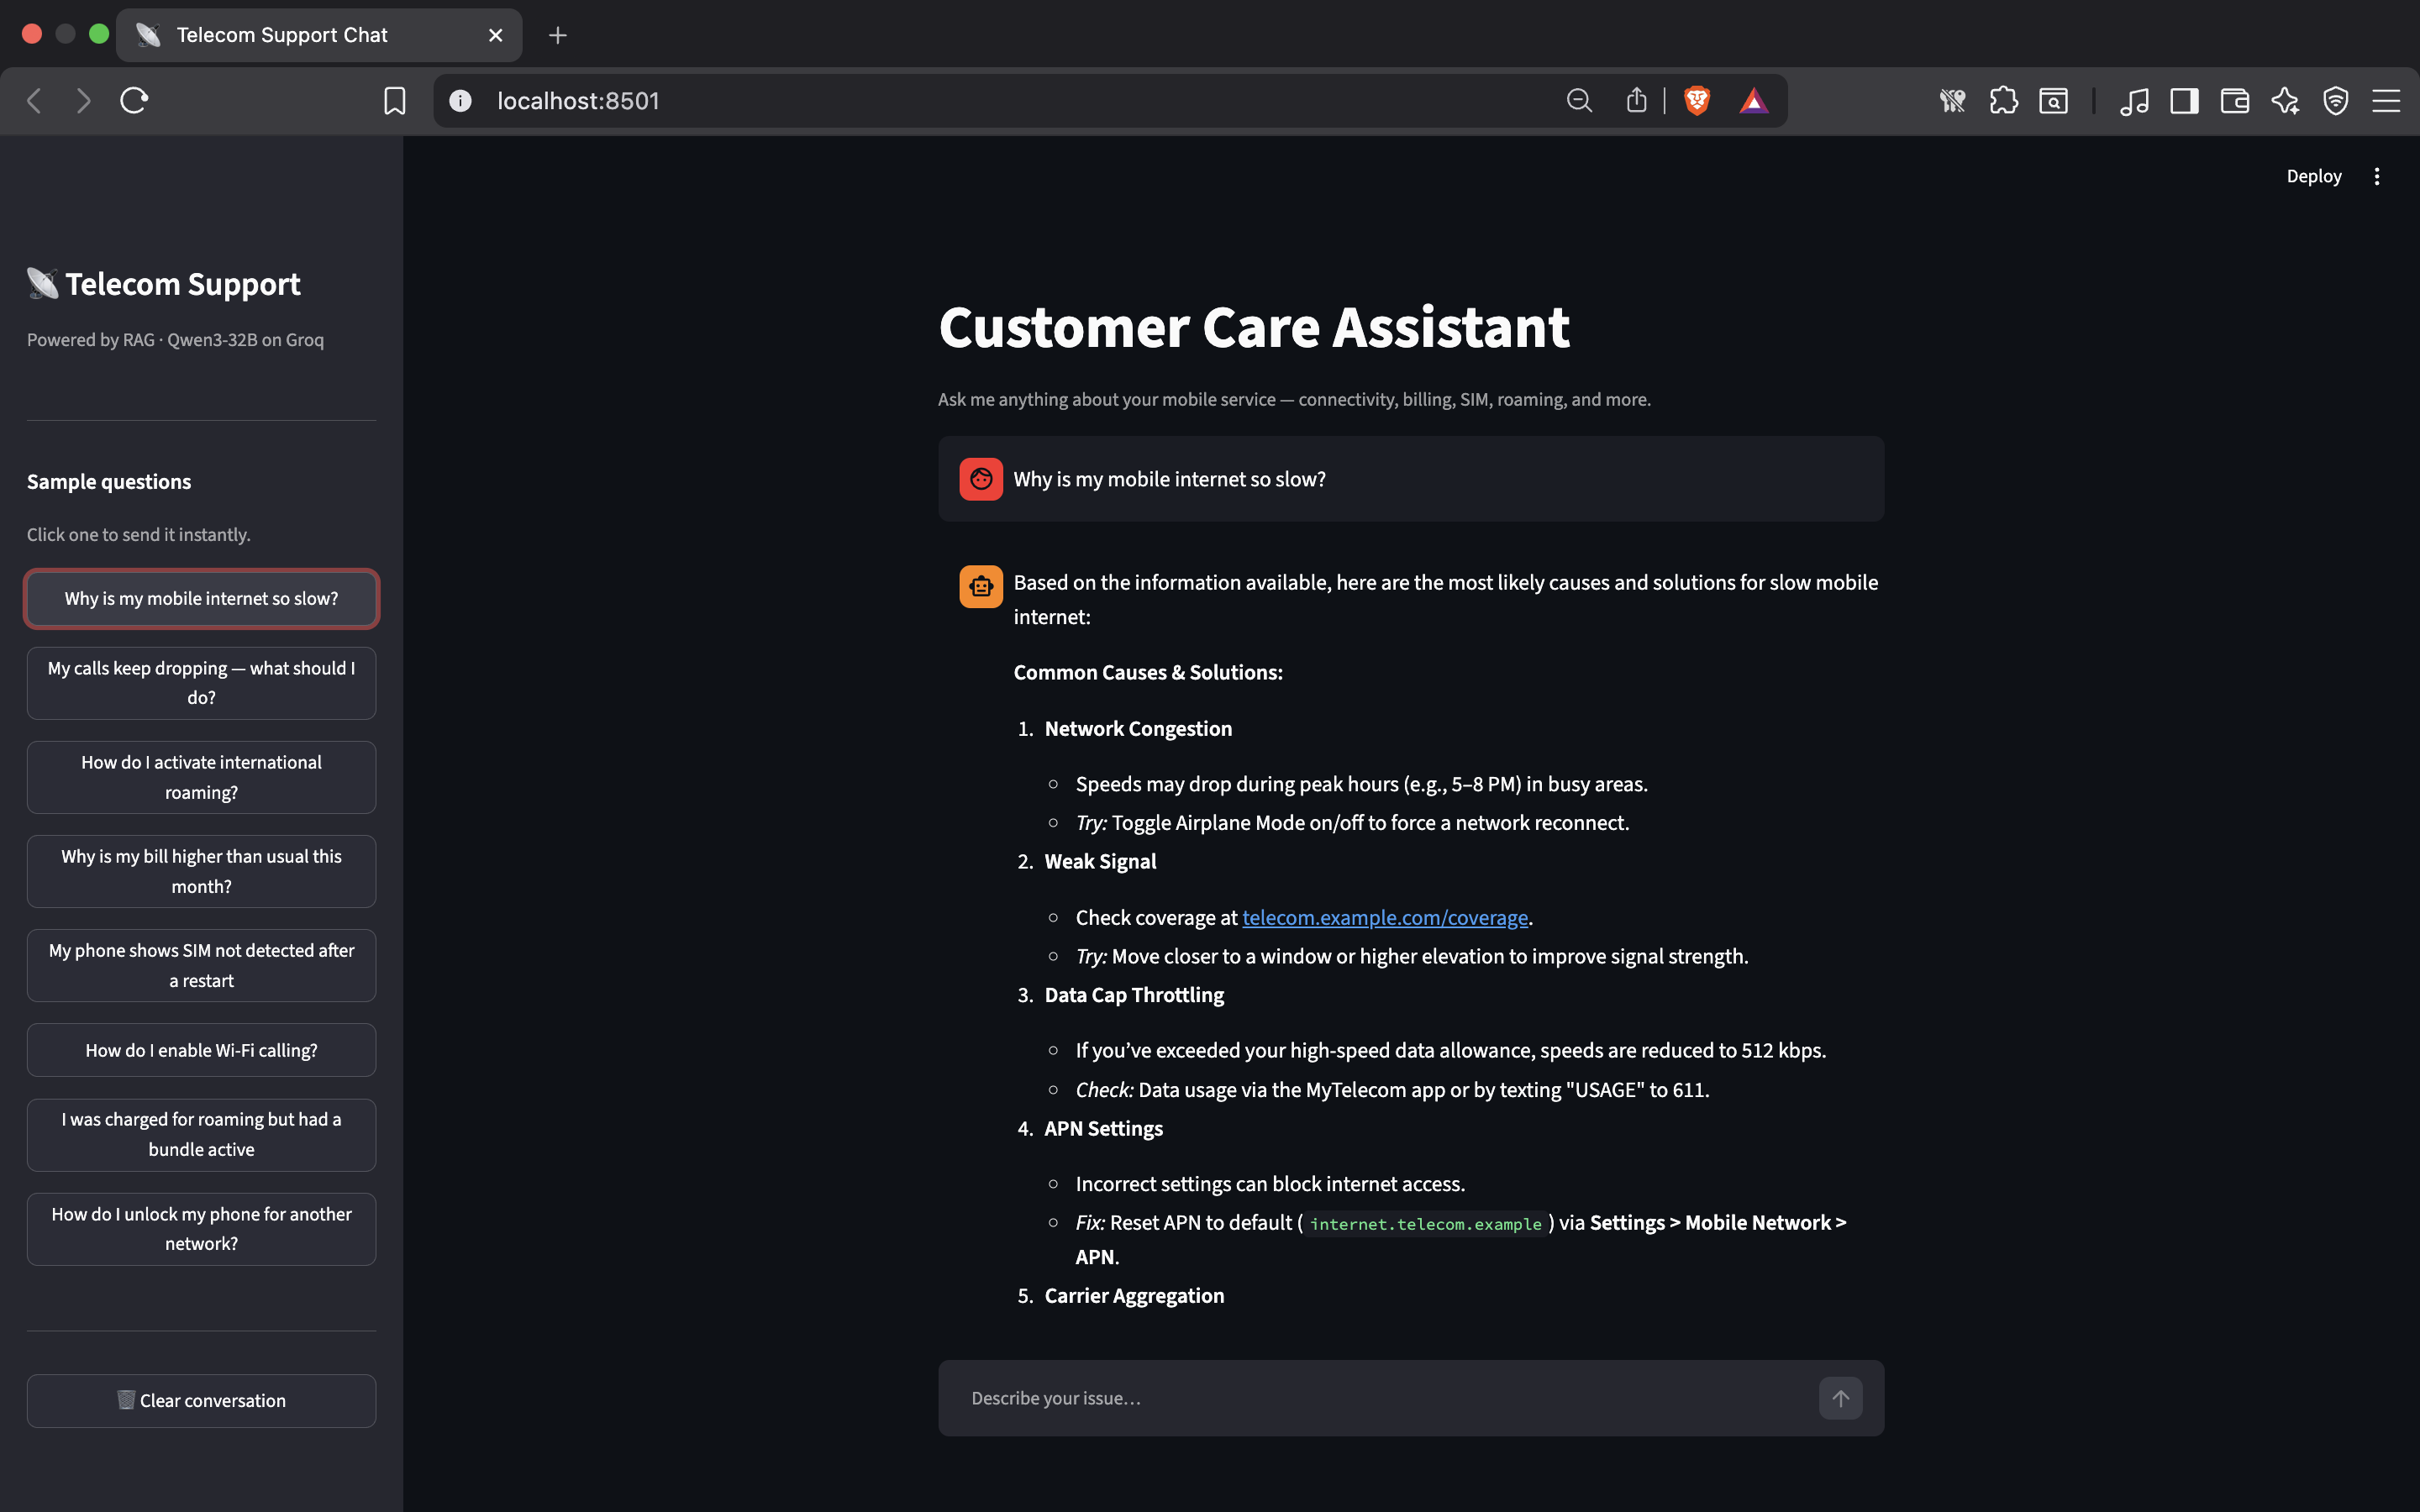 Telecom Support Chat
localhost:8501
Deploy
📡 Telecom Support
Powered by RAG · Qwen3-32B on Groq
Sample questions
Click one to send it instantly.
Why is my mobile internet so slow?
My calls keep dropping — what should I
do?
How do I activate international
roaming?
Why is my bill higher than usual this
month?
My phone shows SIM not detected after
a restart
How do I enable Wi-Fi calling?
I was charged for roaming but had a
bundle active
How do I unlock my phone for another
network?
🗑️ Clear conversation
Customer Care Assistant
Ask me anything about your mobile service — connectivity, billing, SIM, roaming, and more.
Why is my mobile internet so slow?
Based on the information available, here are the most likely causes and solutions for slow mobile
internet:
Common Causes & Solutions:
1. Network Congestion
○ Speeds may drop during peak hours (e.g., 5–8 PM) in busy areas.
○ Try: Toggle Airplane Mode on/off to force a network reconnect.
2. Weak Signal
○ Check coverage at telecom.example.com/coverage.
○ Try: Move closer to a window or higher elevation to improve signal strength.
3. Data Cap Throttling
○ If you’ve exceeded your high-speed data allowance, speeds are reduced to 512 kbps.
○ Check: Data usage via the MyTelecom app or by texting "USAGE" to 611.
4. APN Settings
○ Incorrect settings can block internet access.
○ Fix: Reset APN to default (internet.telecom.example) via Settings > Mobile Network >
APN.
5. Carrier Aggregation
Describe your issue…